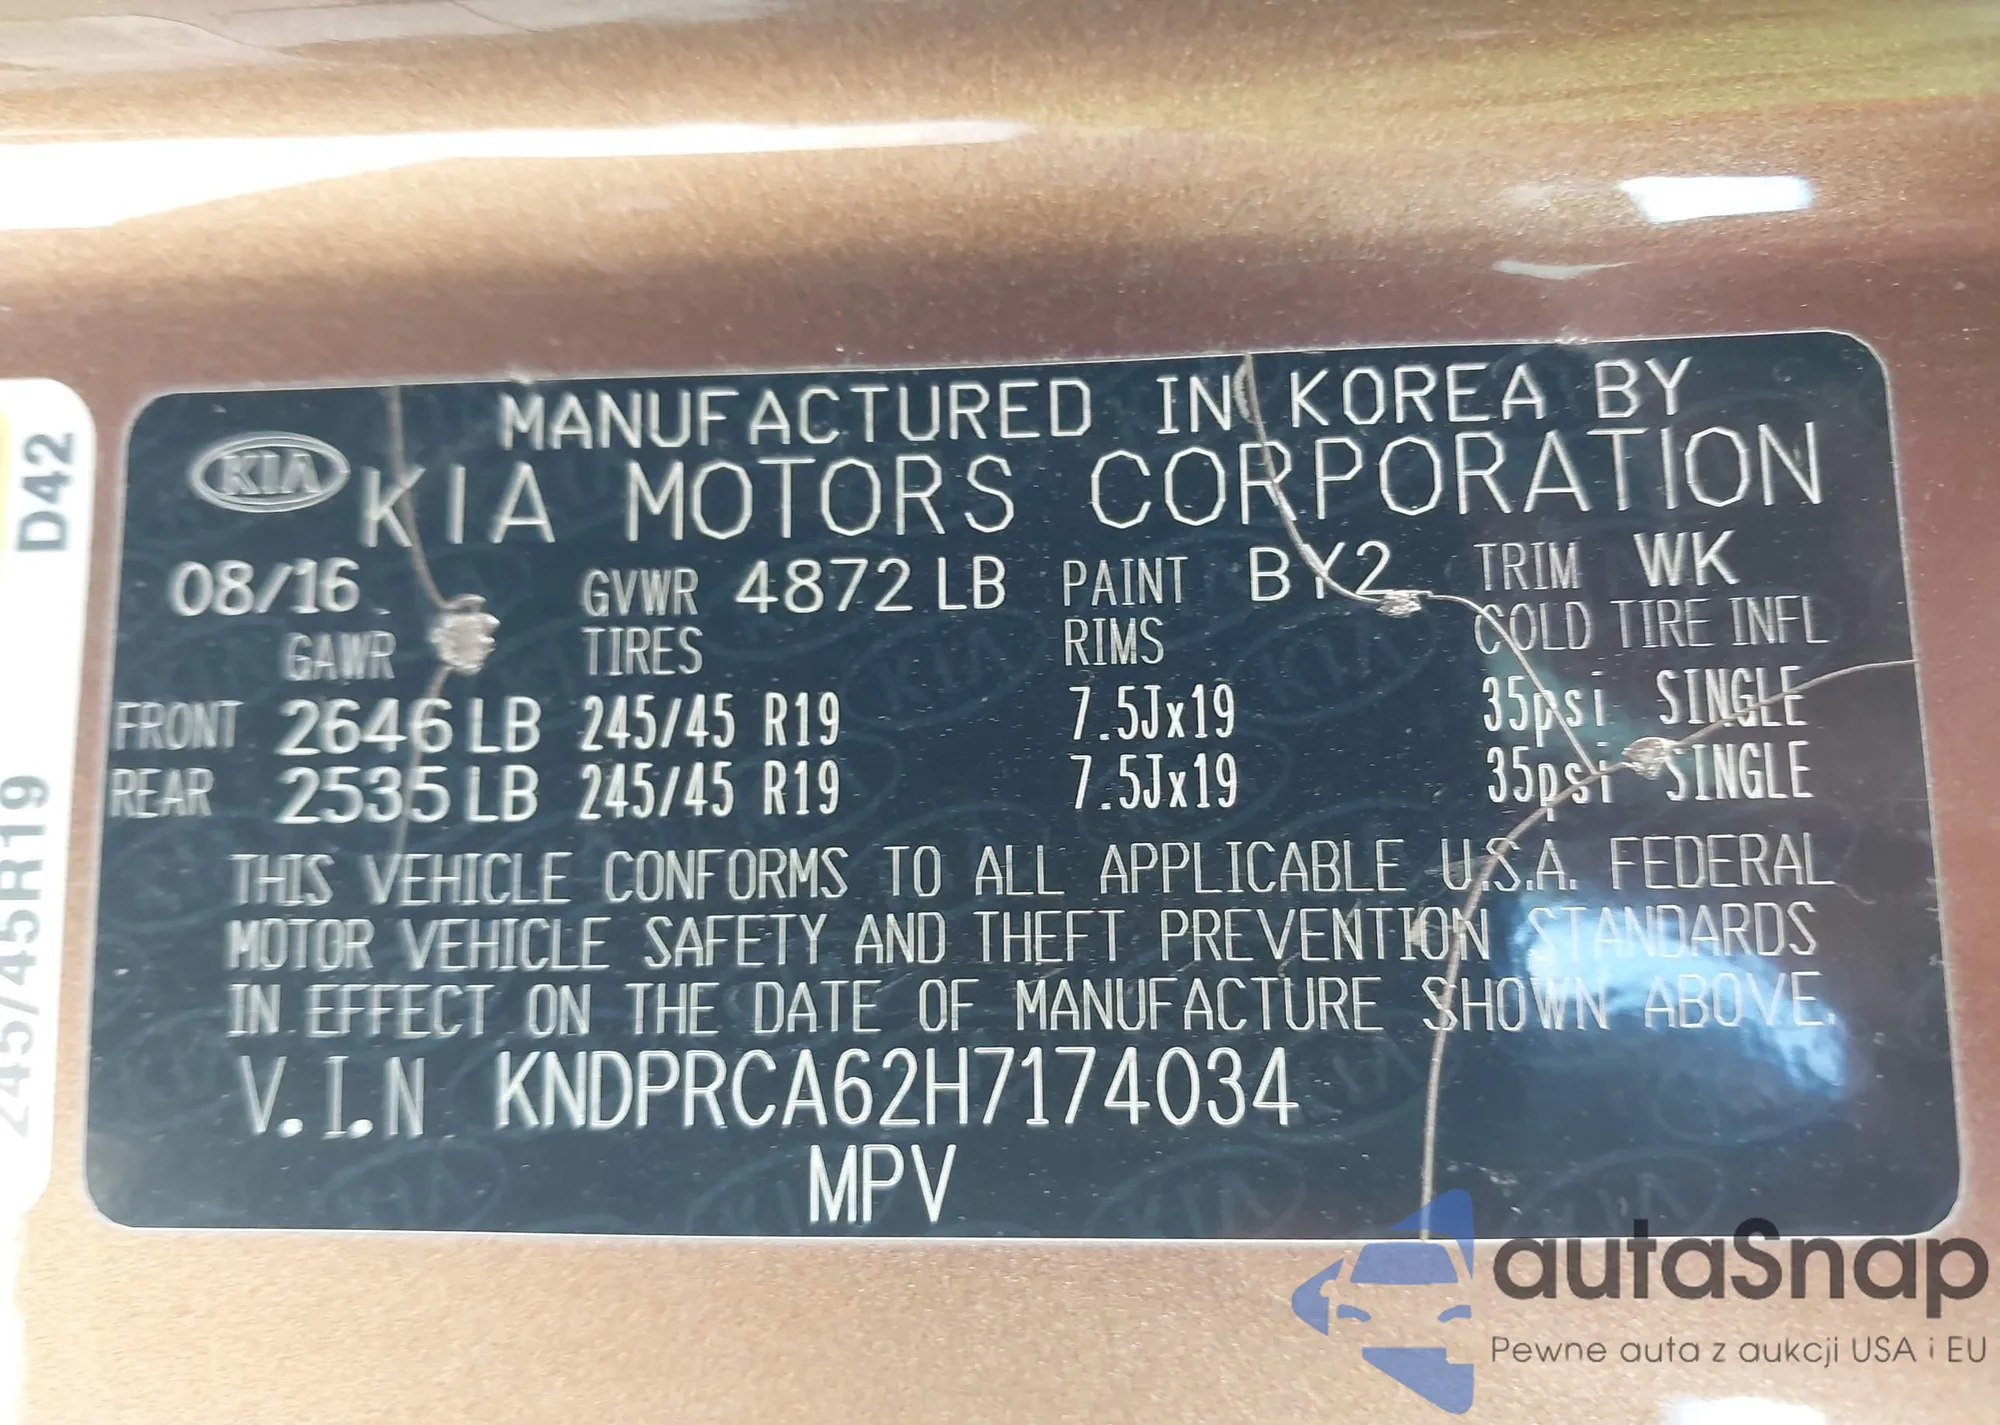 D42
245/45R19
MANUFACTURED IN KOREA BY
KIA KIA MOTORS CORPORATION
08/16 GVWR 4872 LB PAINT BY2 TRIM WK
GAWR TIRES RIMS COLD TIRE INFL
FRONT 2646 LB 245/45 R19 7.5Jx19 35psi SINGLE
REAR 2535 LB 245/45 R19 7.5Jx19 35psi SINGLE
THIS VEHICLE CONFORMS TO ALL APPLICABLE U.S.A. FEDERAL
MOTOR VEHICLE SAFETY AND THEFT PREVENTION STANDARDS
IN EFFECT ON THE DATE OF MANUFACTURE SHOWN ABOVE.
V.I.N KNDPRCA62H7174034
MPV
autaSnap
Pewne auta z aukcji USA i EU